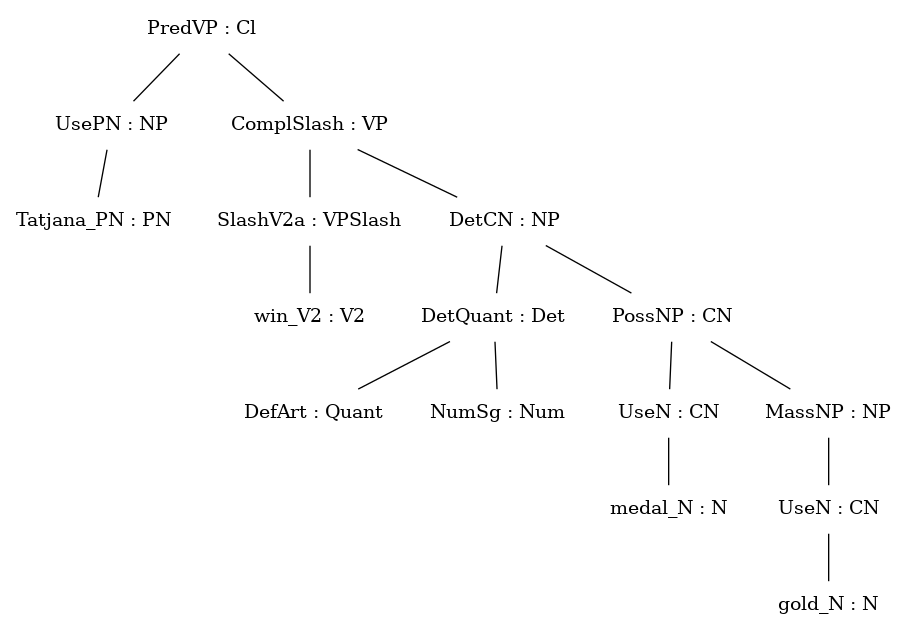 PredVP : Cl
UsePN : NP
ComplSlash : VP
Tatjana_PN : PN
SlashV2a : VPSlash
DetCN : NP
win_V2 : V2
DetQuant : Det
PossNP : CN
DefArt : Quant
NumSg : Num
UseN : CN
MassNP : NP
medal_N : N
UseN : CN
gold_N : N